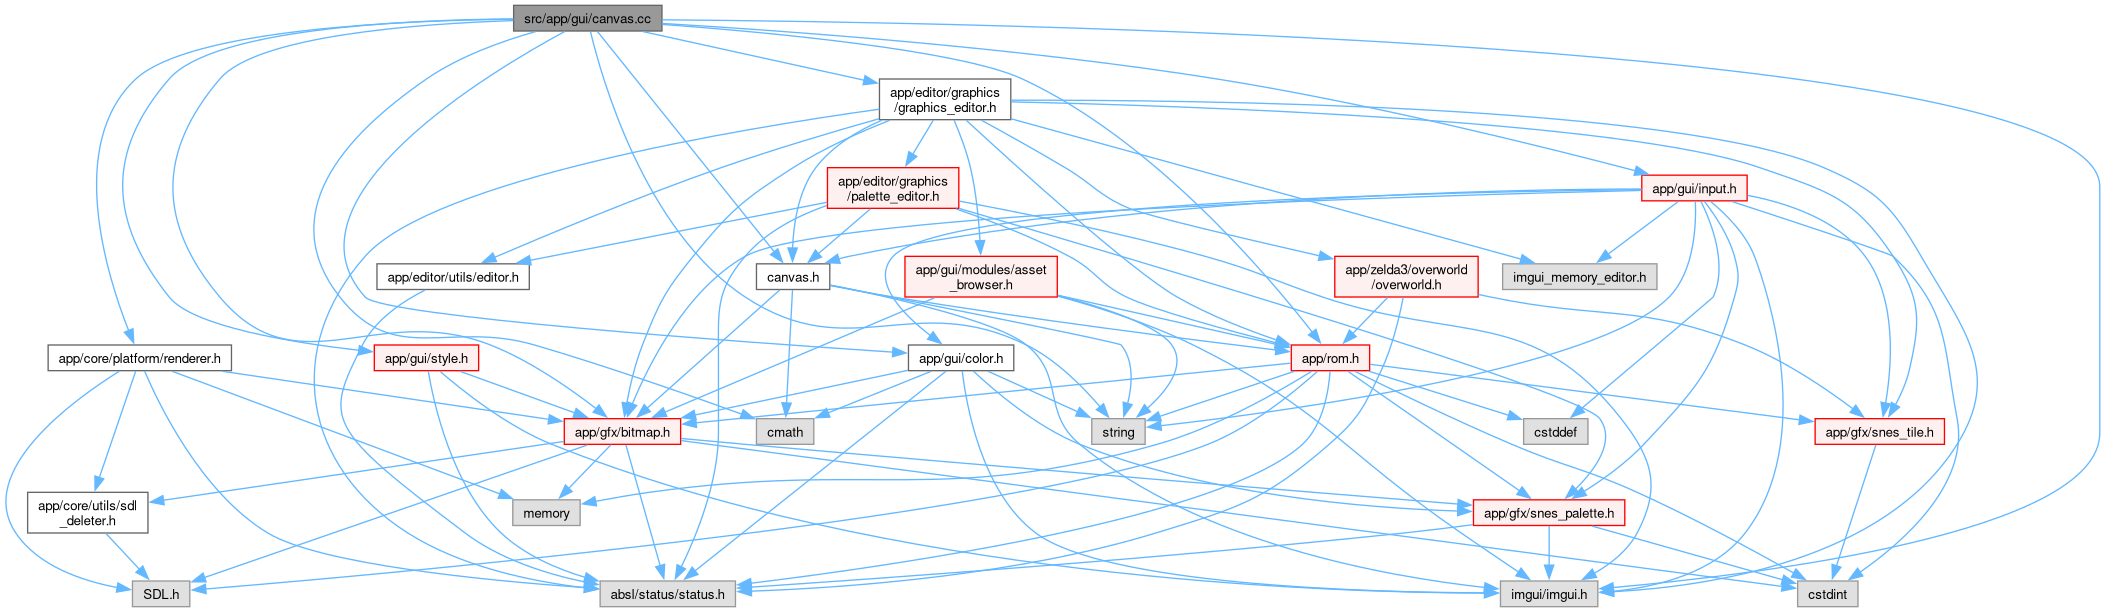 src/app/gui/canvas.cc
app/editor/graphics
/graphics_editor.h
app/editor/graphics
/palette_editor.h
app/gui/input.h
app/editor/utils/editor.h
canvas.h
app/gui/modules/asset
_browser.h
app/zelda3/overworld
/overworld.h
imgui_memory_editor.h
app/core/platform/renderer.h
app/gui/style.h
app/gui/color.h
app/rom.h
app/gfx/bitmap.h
cmath
string
cstddef
app/gfx/snes_tile.h
app/core/utils/sdl
_deleter.h
memory
app/gfx/snes_palette.h
SDL.h
absl/status/status.h
imgui/imgui.h
cstdint